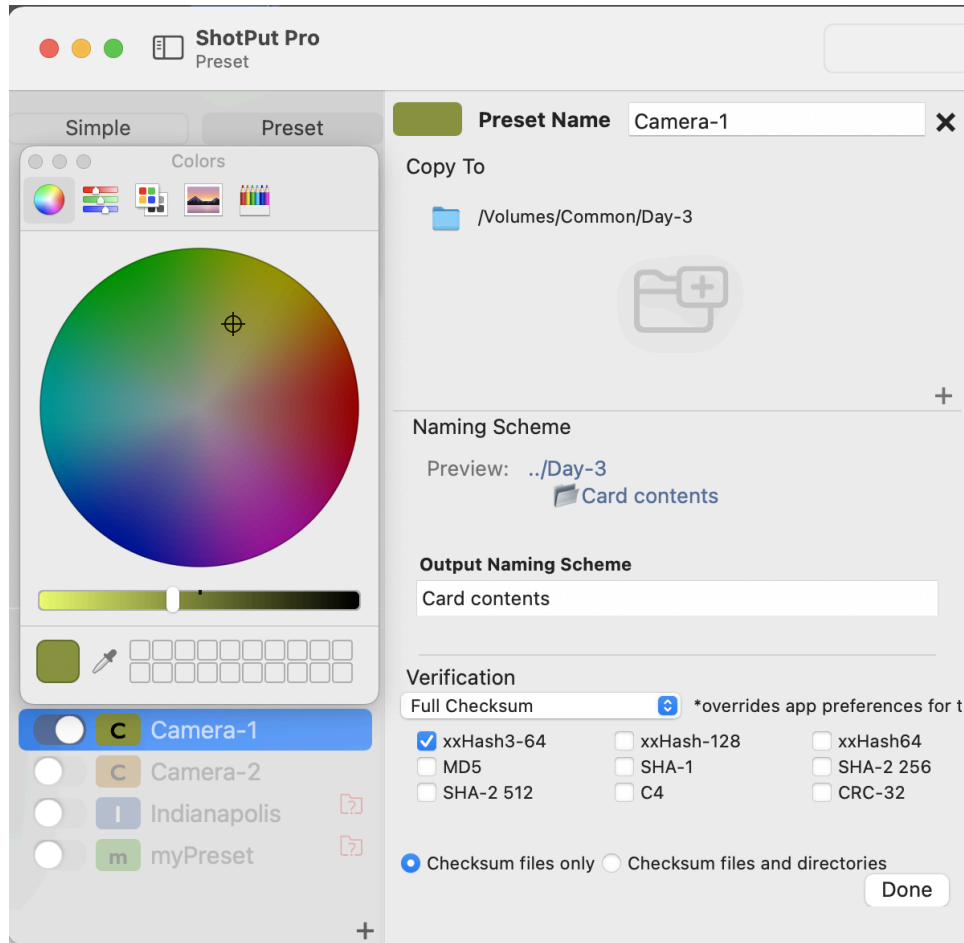 ShotPut Pro
Preset
Simple
Preset
Colors
Preset Name
Camera-1
Copy To
/Volumes/Common/Day-3
Naming Scheme
Preview: ../Day-3
Card contents
Output Naming Scheme
Card contents
Verification
Full Checksum
*overrides app preferences for t
xxHash3-64
xxHash-128
xxHash64
MD5
SHA-1
SHA-2 256
SHA-2 512
C4
CRC-32
Checksum files only
Checksum files and directories
Done
C Camera-1
C Camera-2
I Indianapolis
m myPreset